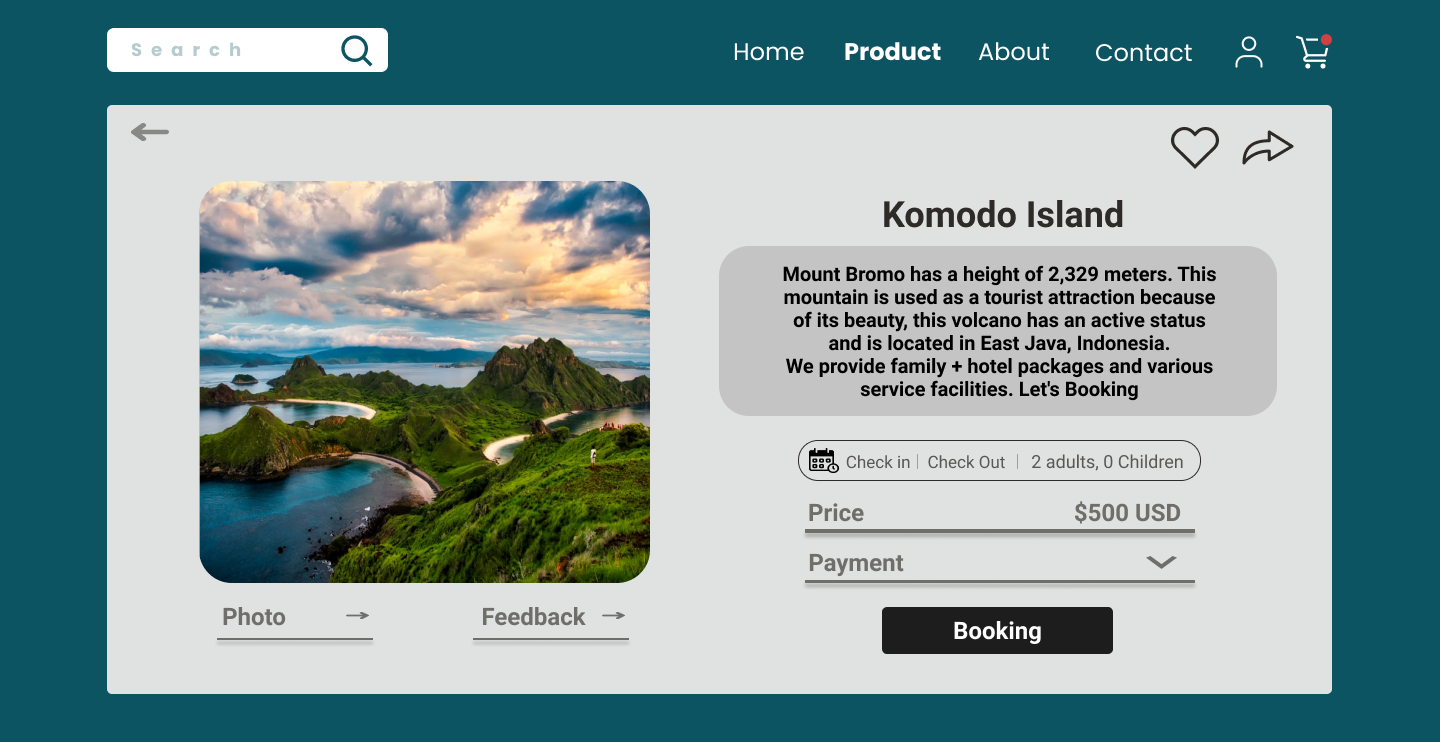 Search
Home
Product
About
Contact
Komodo Island
Mount Bromo has a height of 2,329 meters. This
mountain is used as a tourist attraction because
of its beauty, this volcano has an active status
and is located in East Java, Indonesia.
We provide family + hotel packages and various
service facilities. Let's Booking
Check in
Check Out
2 adults, 0 Children
Price
$500 USD
Payment
Photo
Feedback
Booking